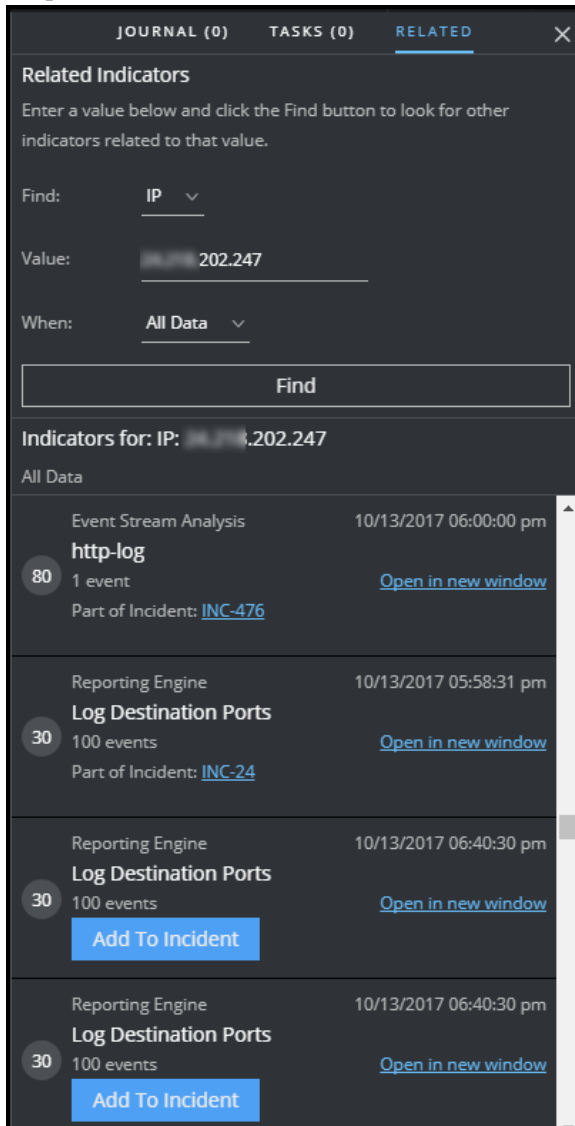 JOURNAL (0) TASKS (0) RELATED
Related Indicators
Enter a value below and click the Find button to look for other
indicators related to that value.
Find: IP
Value: .202.247
When: All Data
Find
Indicators for: IP: .202.247
All Data
Event Stream Analysis 10/13/2017 06:00:00 pm
http-log
80 1 event Open in new window
Part of Incident: INC-476
Reporting Engine 10/13/2017 05:58:31 pm
Log Destination Ports
30 100 events Open in new window
Part of Incident: INC-24
Reporting Engine 10/13/2017 06:40:30 pm
Log Destination Ports
30 100 events Open in new window
Add To Incident
Reporting Engine 10/13/2017 06:40:30 pm
Log Destination Ports
30 100 events Open in new window
Add To Incident